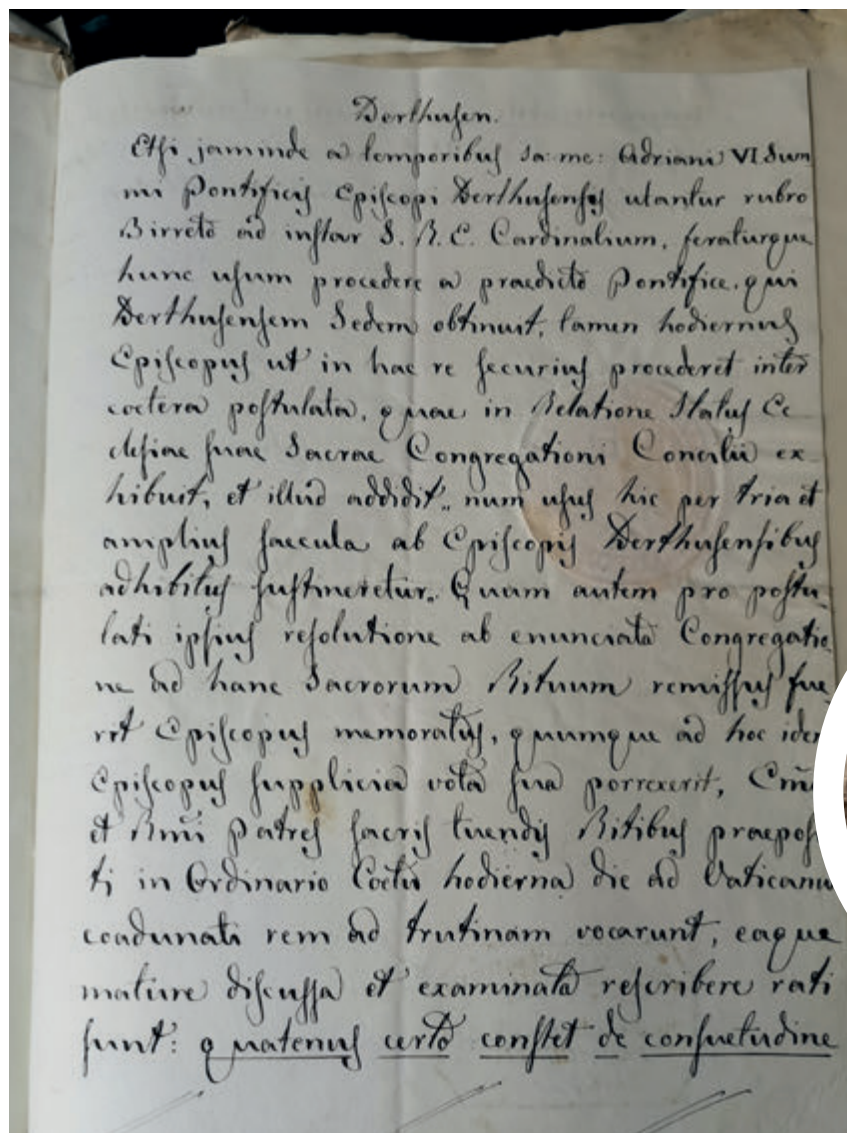 Derthusen.
Etsi jaminde a temporibus sa: me: Adriani VI Sum
mi Pontificis Episcopi Derthusenses utantur rubro
Birreto ad instar S. R. E. Cardinalium, feraturque
hunc usum procedere a praedicto Pontifice, qui
Derthusensem Sedem obtinuit, tamen hodiernus
Episcopus ut in hac re securius procederet inter
coetera postulata, quae in Relatione Status Ec
clesiae suae Sacrae Congregationi Concilii ex
hibuit, et illud addidit „ num usus hic per tria et
amplius saecula ab Episcopis Derthusensibus
adhibitus sustineretur „ Quum autem pro postu
lati ipsius resolutione ab enunciata Congregatio
ne ad hanc Sacrorum Rituum remissus fue
rit Episcopus memoratus, quumque ad hoc idem
Episcopus supplicia vota sua porrexerit, Emi
et Rmi Patres sacris tuendis Ritibus praeposi
ti in Ordinario Coetu hodierna die ad Vaticanum
coadunati rem ad trutinam vocarunt, eaque
mature discussa et examinata rescribere rati
sunt: quatenus certo constet de consuetudine